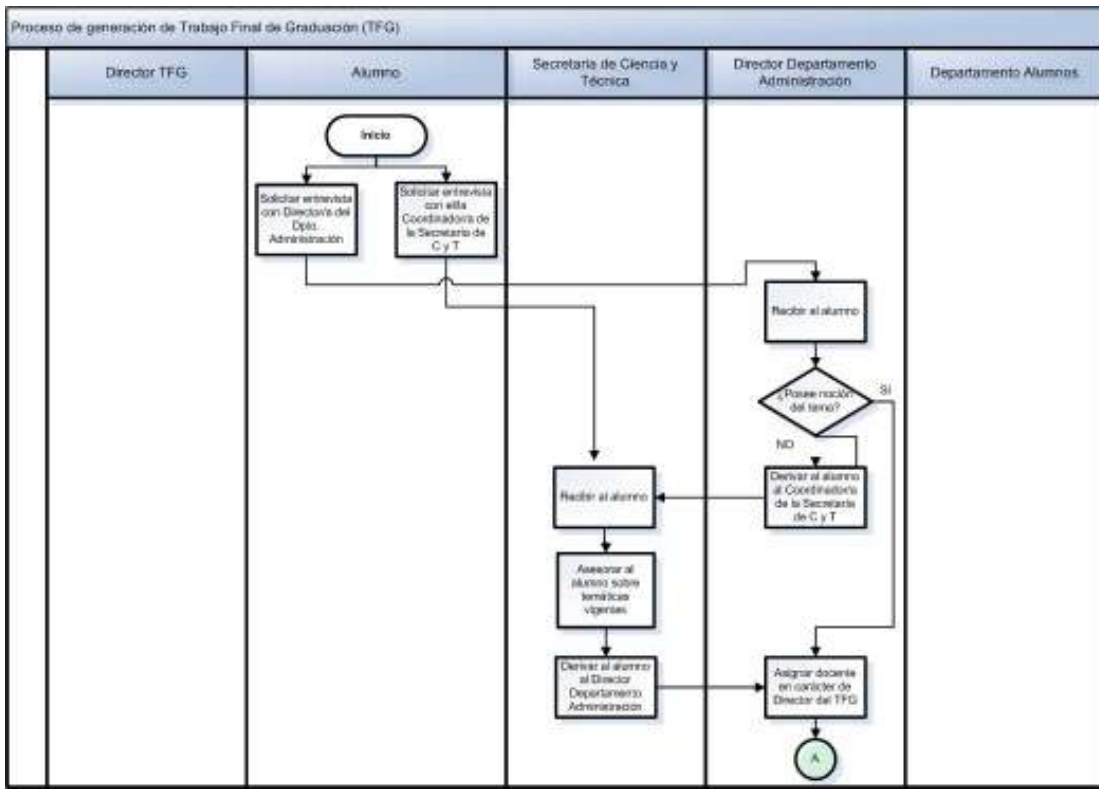 Proceso de generación de Trabajo Final de Graduación (TFG)
Director TFG
Alumno
Secretaría de Ciencia y
Técnica
Director Departamento
Administración
Departamento Alumnos
Inicio
Solicitar entrevista
con Director/a del
Dpto.
Administración
Solicitar entrevista
con el/la
Coordinador/a de
la Secretaría de
C y T
Recibir al alumno
¿Posee noción
del tema?
SI
NO
Derivar al alumno
al Coordinador/a
de la Secretaría
de C y T
Recibir al alumno
Asesorar al
alumno sobre
temáticas
vigentes
Derivar al alumno
al Director
Departamento
Administración
Asignar docente
en carácter de
Director del TFG
A